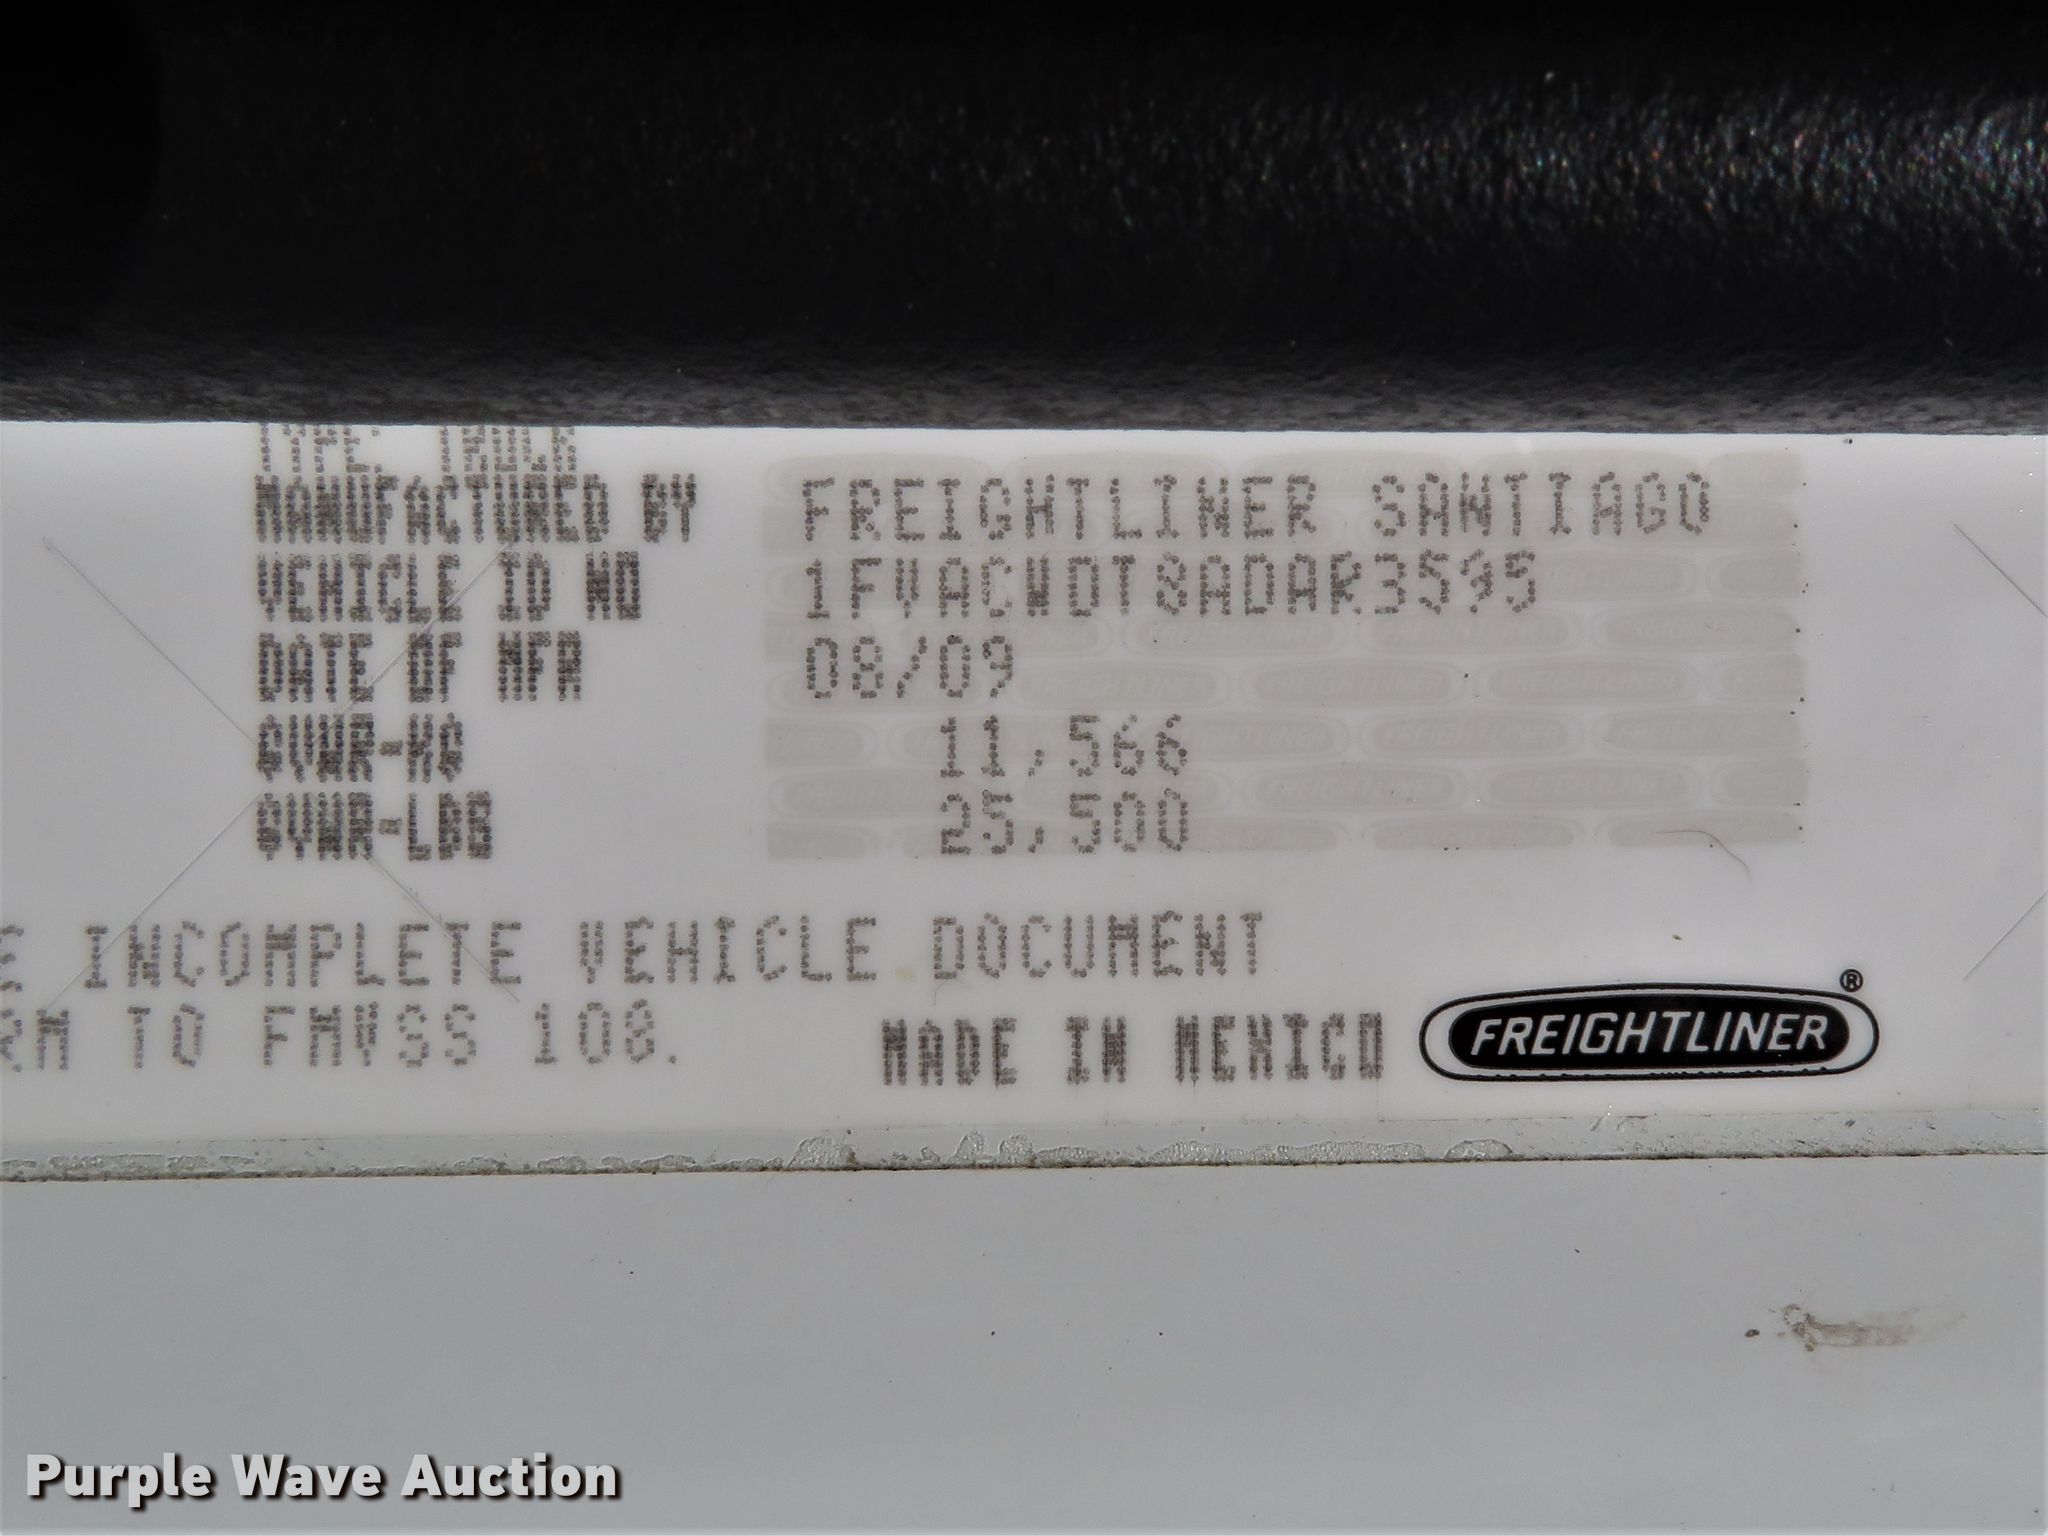 MANUFACTURED BY FREIGHTLINER SANTIAGO
VEHICLE ID NO 1FVACWDT8ADAR3595
DATE OF MFR 08/09
GVWR-KG 11,566
GVWR-LBS 25,500
INCOMPLETE VEHICLE DOCUMENT
TO FMVSS 108.
MADE IN MEXICO FREIGHTLINER ®
Purple Wave Auction